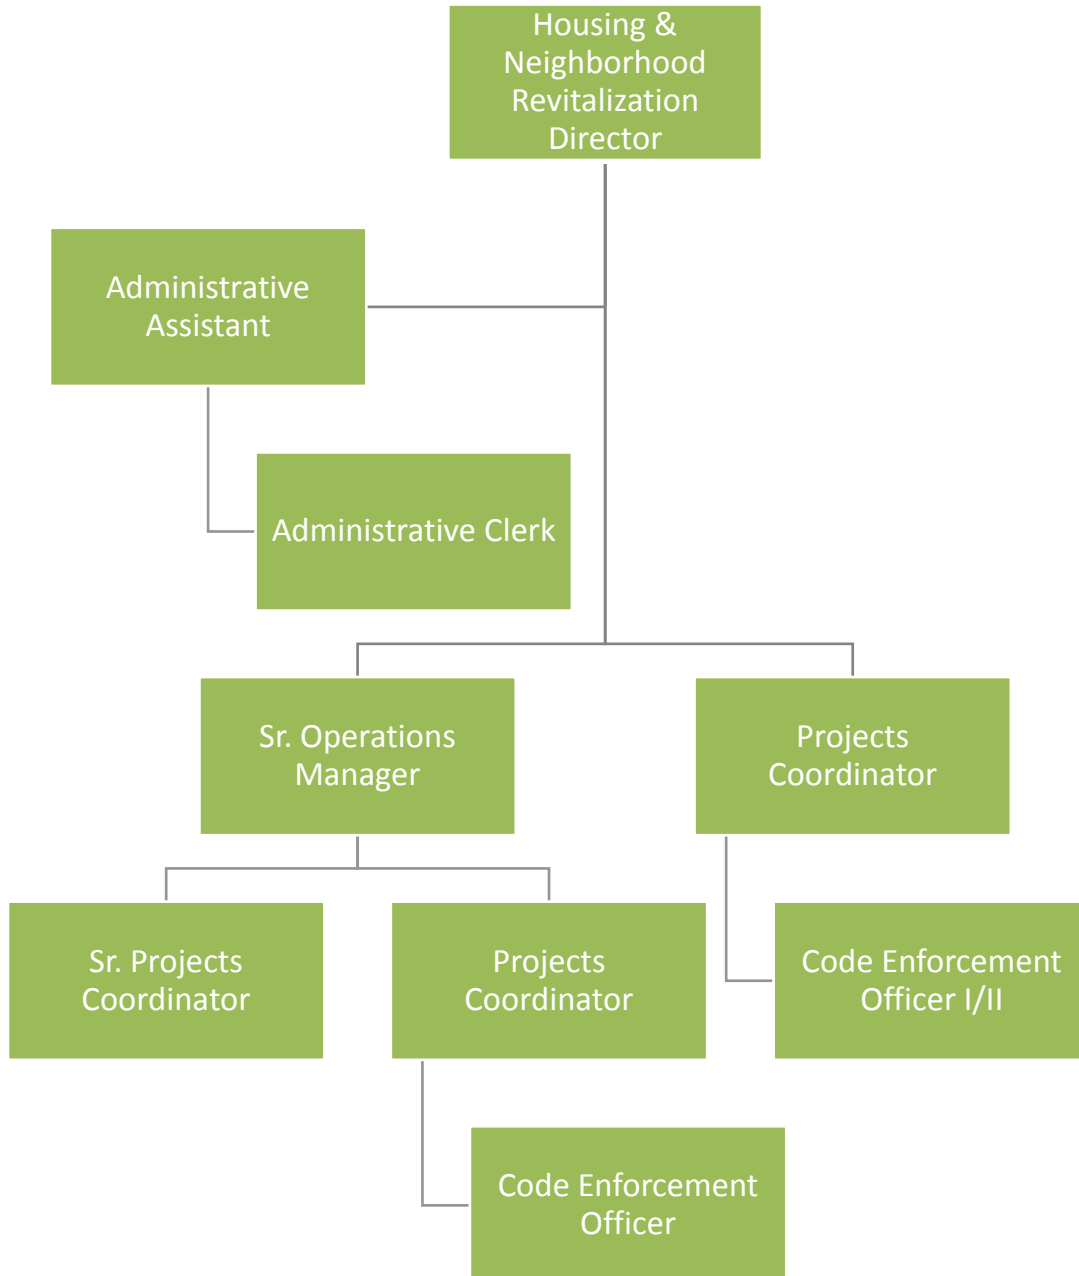 Housing &
Neighborhood
Revitalization
Director
Administrative
Assistant
Administrative Clerk
Sr. Operations
Manager
Projects
Coordinator
Sr. Projects
Coordinator
Projects
Coordinator
Code Enforcement
Officer I/II
Code Enforcement
Officer